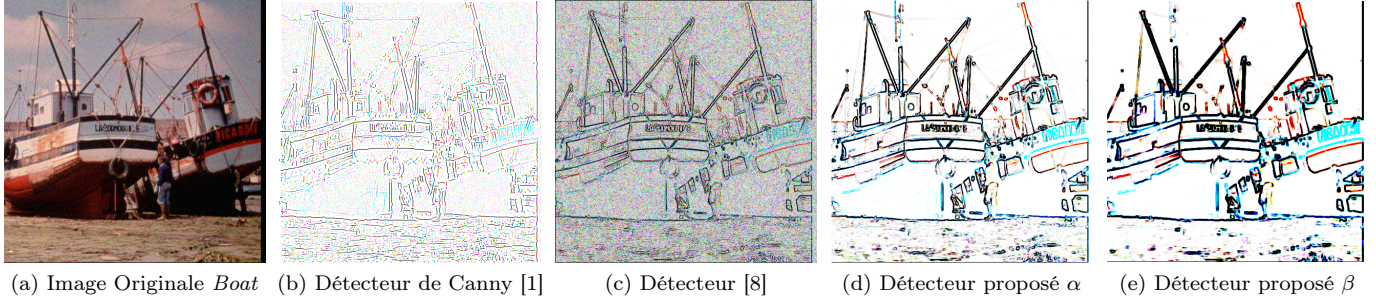 (a) Image Originale Boat
(b) Détecteur de Canny [1]
(c) Détecteur [8]
(d) Détecteur proposé α
(e) Détecteur proposé β